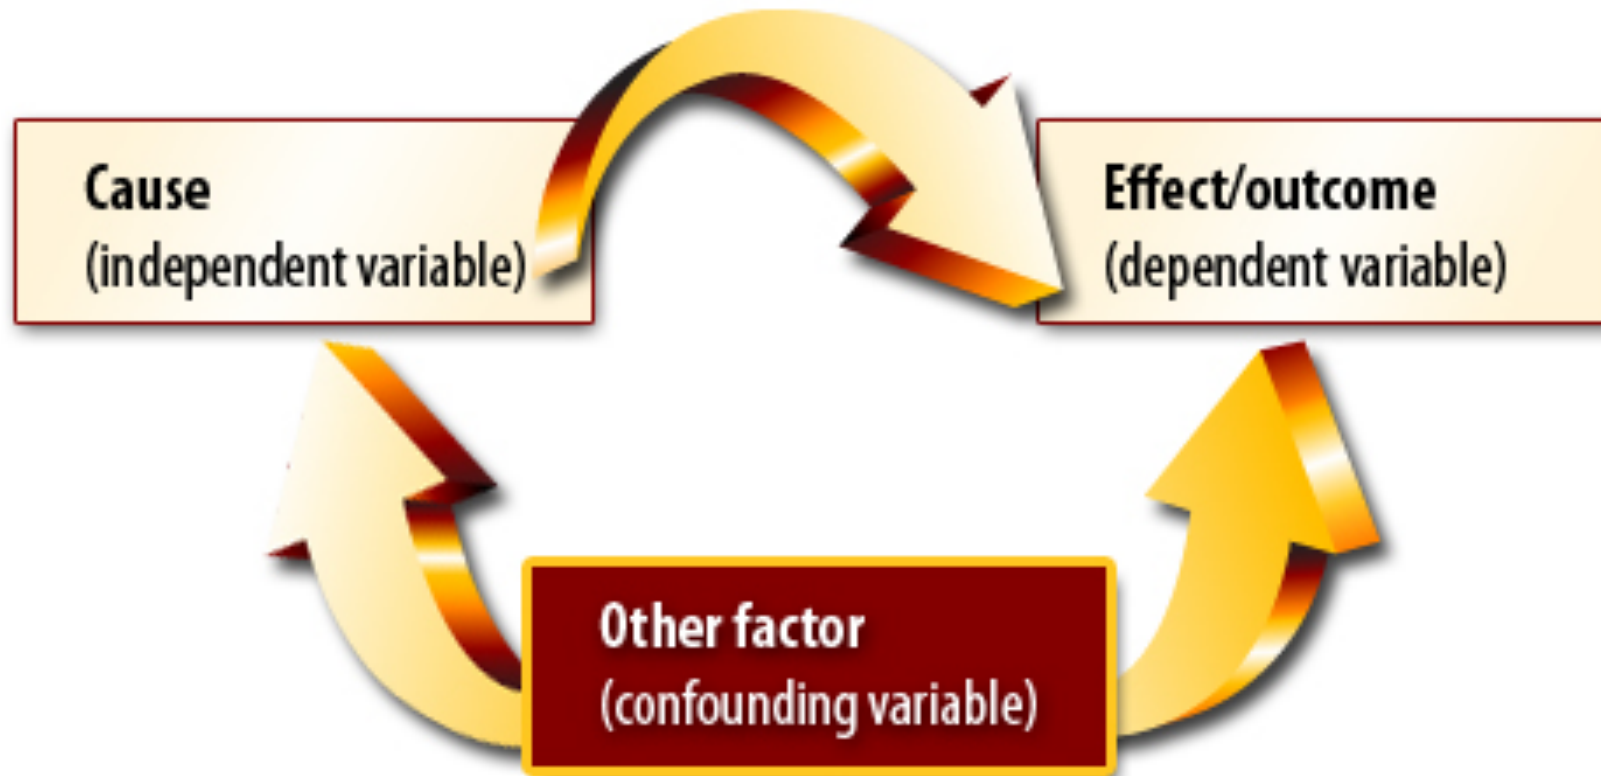 Cause
(independent variable)
Effect/outcome
(dependent variable)
Other factor
(confounding variable)